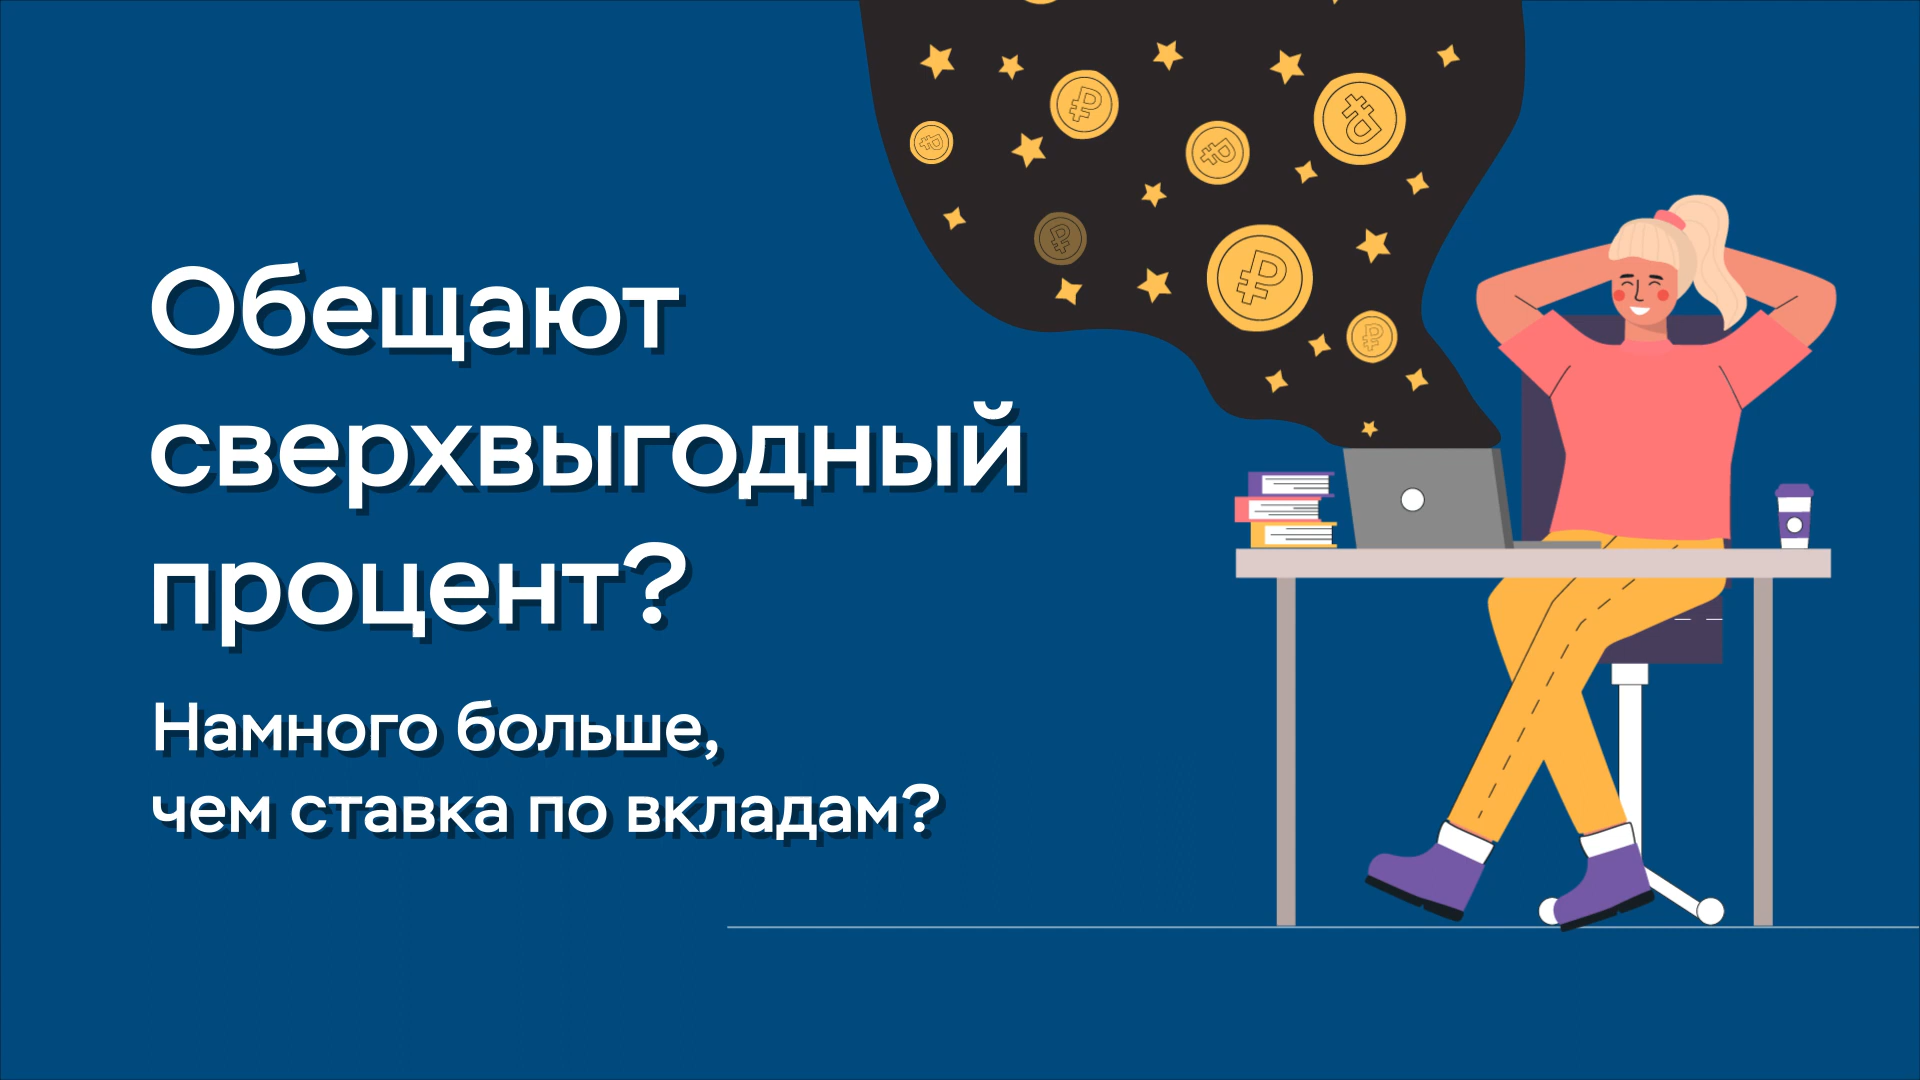 Обещают
сверхвыгодный
процент?
Намного больше,
чем ставка по вкладам?